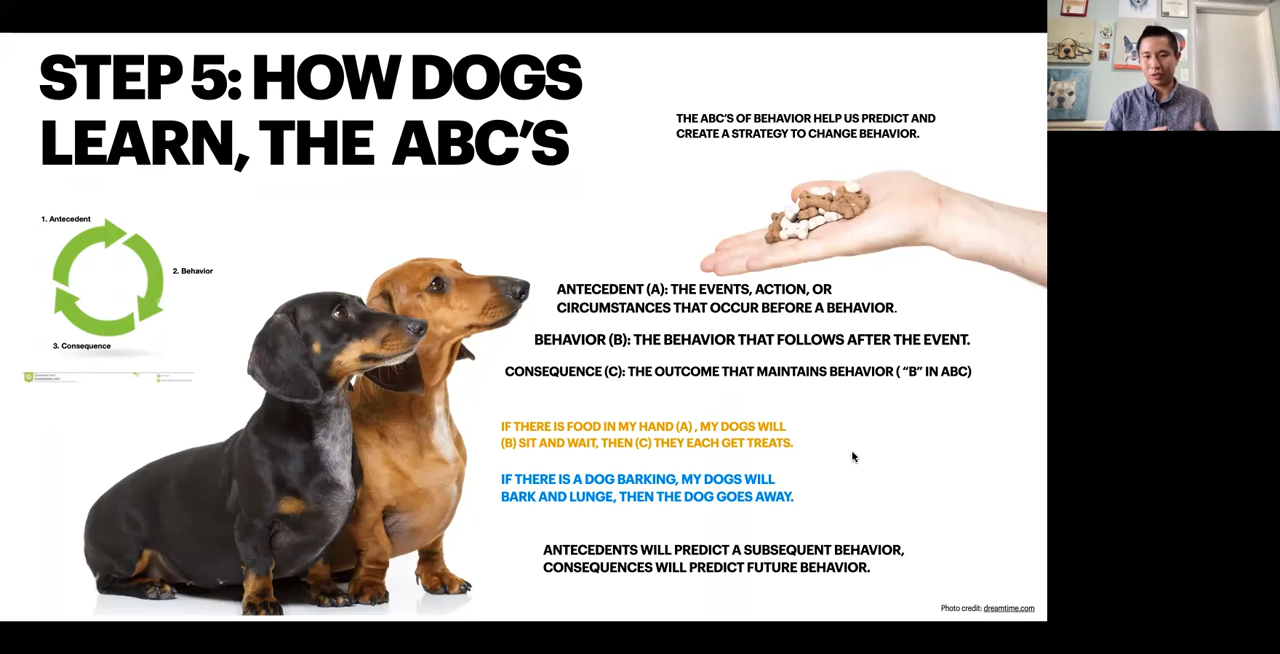 STEP 5: HOW DOGS
LEARN, THE ABC'S
THE ABC'S OF BEHAVIOR HELP US PREDICT AND
CREATE A STRATEGY TO CHANGE BEHAVIOR.
1. Antecedent
2. Behavior
3. Consequence
ANTECEDENT (A): THE EVENTS, ACTION, OR
CIRCUMSTANCES THAT OCCUR BEFORE A BEHAVIOR.
BEHAVIOR (B): THE BEHAVIOR THAT FOLLOWS AFTER THE EVENT.
CONSEQUENCE (C): THE OUTCOME THAT MAINTAINS BEHAVIOR ( “B” IN ABC)
IF THERE IS FOOD IN MY HAND (A) , MY DOGS WILL
(B) SIT AND WAIT, THEN (C) THEY EACH GET TREATS.
IF THERE IS A DOG BARKING, MY DOGS WILL
BARK AND LUNGE, THEN THE DOG GOES AWAY.
ANTECEDENTS WILL PREDICT A SUBSEQUENT BEHAVIOR,
CONSEQUENCES WILL PREDICT FUTURE BEHAVIOR.
Photo credit: dreamtime.com